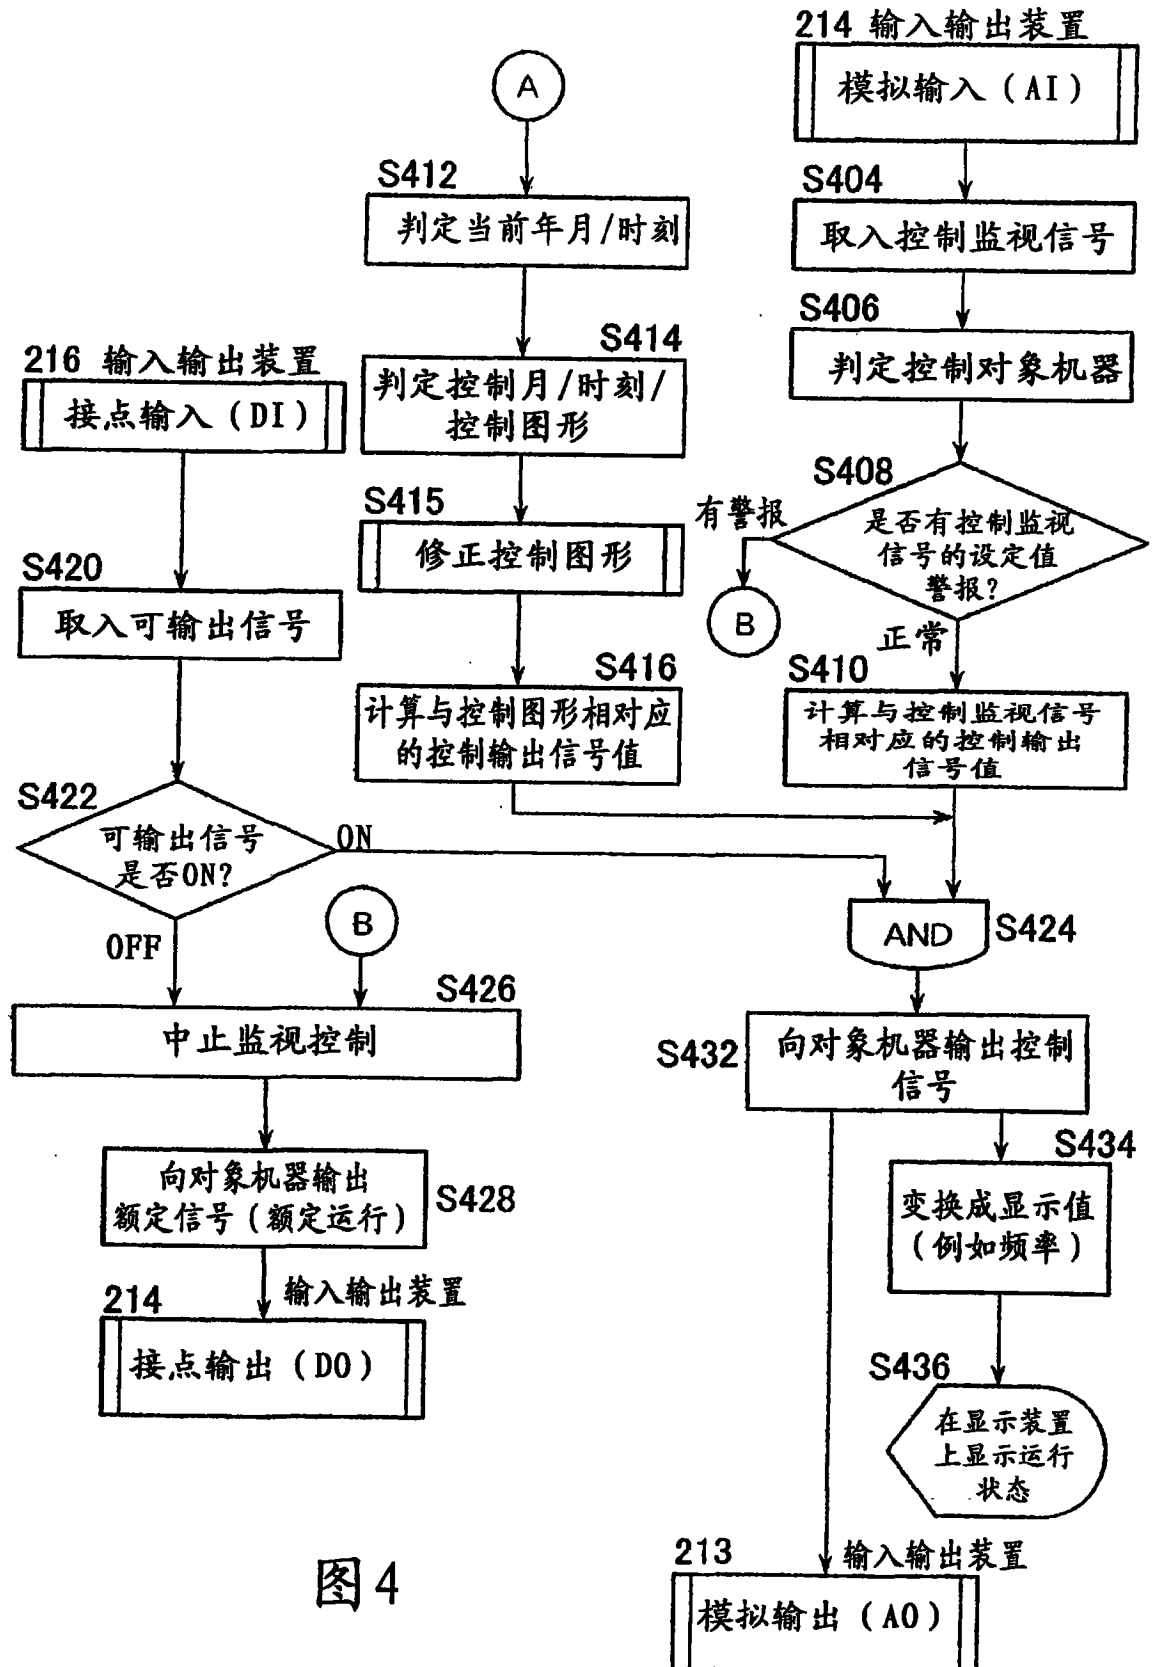 214 输入输出装置
模拟输入（AI）
A
S412
判定当前年月/时刻
S404
取入控制监视信号
S406
判定控制对象机器
S414
判定控制月/时刻/
控制图形
216 输入输出装置
接点输入（DI）
S408
有警报
是否有控制监视
信号的设定值
警报？
B
正常
S415
修正控制图形
S420
取入可输出信号
S416
计算与控制图形相对应
的控制输出信号值
S410
计算与控制监视信号
相对应的控制输出
信号值
S422
可输出信号
是否ON？
ON
OFF
B
AND
S424
S426
中止监视控制
S432
向对象机器输出控制
信号
S428
向对象机器输出
额定信号（额定运行）
S434
变换成显示值
（例如频率）
214
输入输出装置
接点输出（DO）
S436
在显示装置
上显示运行
状态
213
输入输出装置
模拟输出（AO）
图4